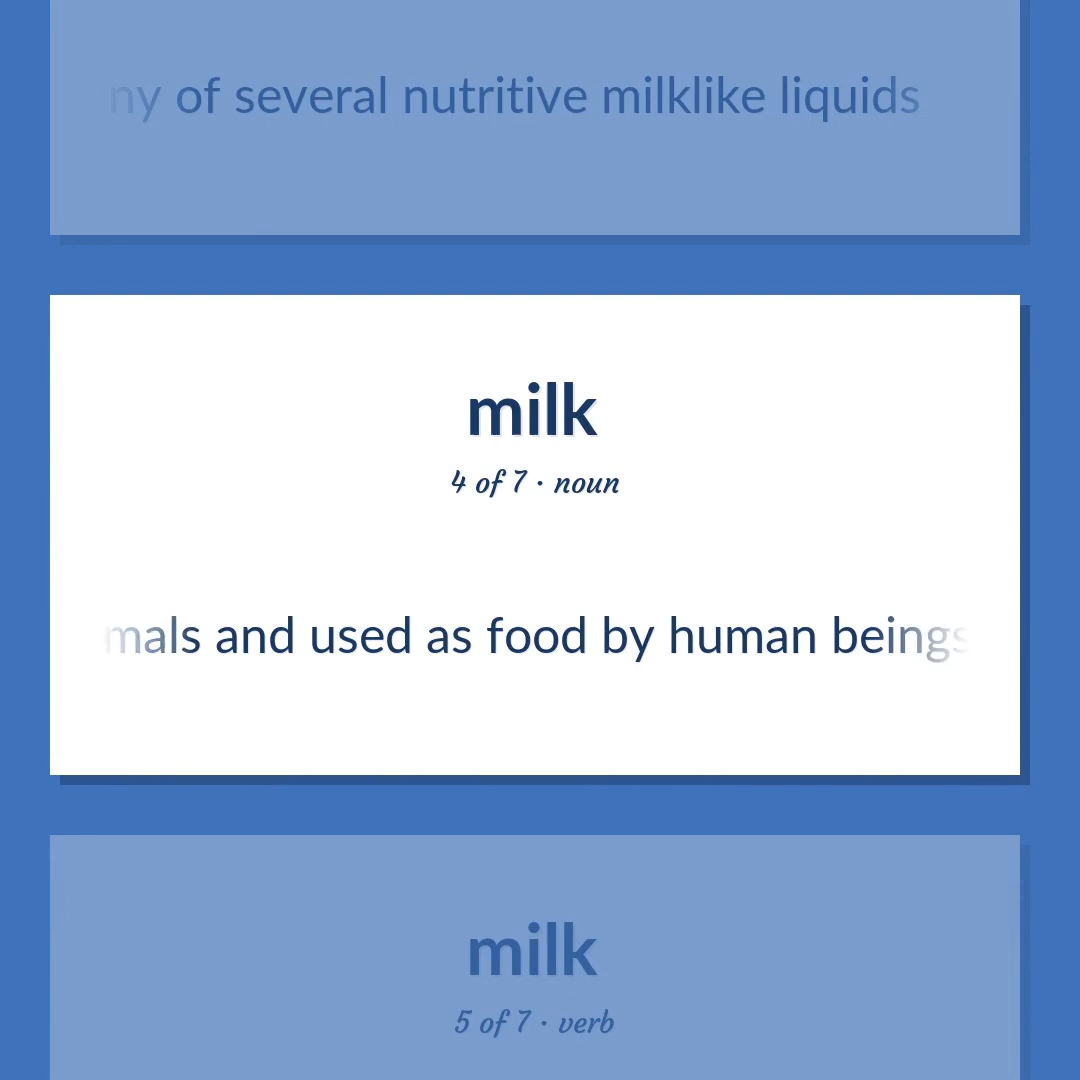 ny of several nutritive milklike liquids
milk
4 of 7 · noun
mals and used as food by human beings
milk
5 of 7 · verb